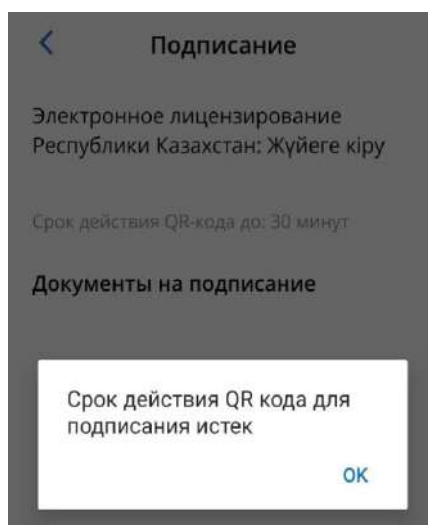 Подписание
Электронное лицензирование
Республики Казахстан: Жүйеге кіру
Срок действия QR-кода до: 30 минут
Документы на подписание
Срок действия QR кода для
подписания истек
OK